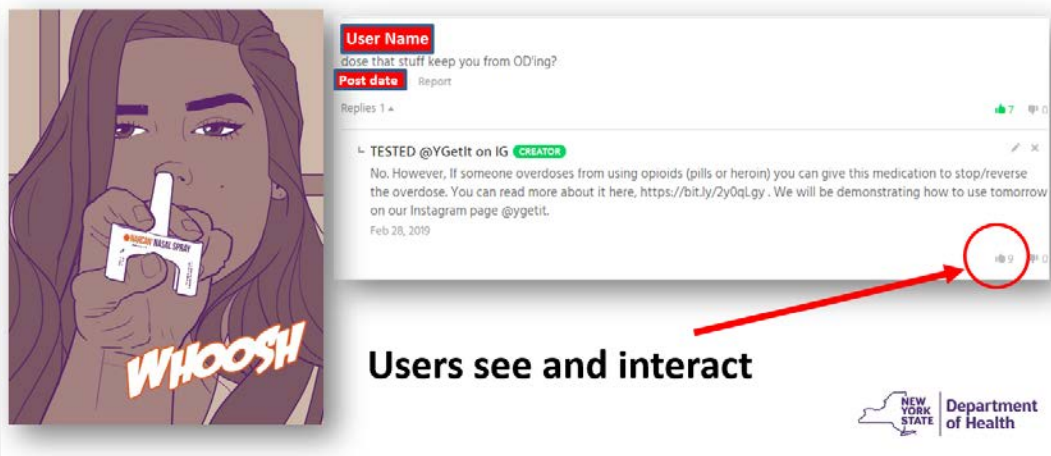 User Name
dose that stuff keep you from OD'ing?
Post date Report
Replies 1
7 0
TESTED @YGetIt on IG CREATOR
No. However, If someone overdoses from using opioids (pills or heroin) you can give this medication to stop/reverse
the overdose. You can read more about it here, https://bit.ly/2y0qLgy . We will be demonstrating how to use tomorrow
on our Instagram page @ygetit.
Feb 28, 2019
9 0
NARCAN NASAL SPRAY
WHOOSH
Users see and interact
NEW
YORK
STATE
Department
of Health